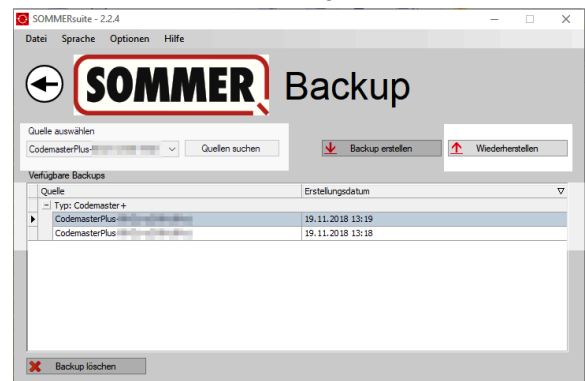 SOMMERsuite - 2.2.4
Datei Sprache Optionen Hilfe
SOMMER Backup
Quelle auswählen
CodemasterPlus- Quellen suchen Backup erstellen Wiederherstellen
Verfügbare Backups
Quelle Erstellungsdatum
Typ: Codemaster+
CodemasterPlus- 19.11.2018 13:19
CodemasterPlus 19.11.2018 13:18
Backup löschen